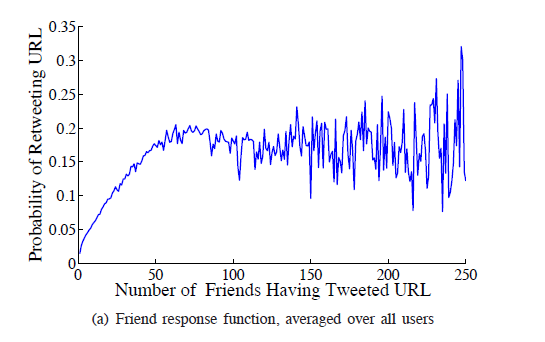 0.35
0.3
0.25
0.2
0.15
0.1
0.05
0
Probability of Retweeting URL
0 50 100 150 200 250
Number of Friends Having Tweeted URL
(a) Friend response function, averaged over all users